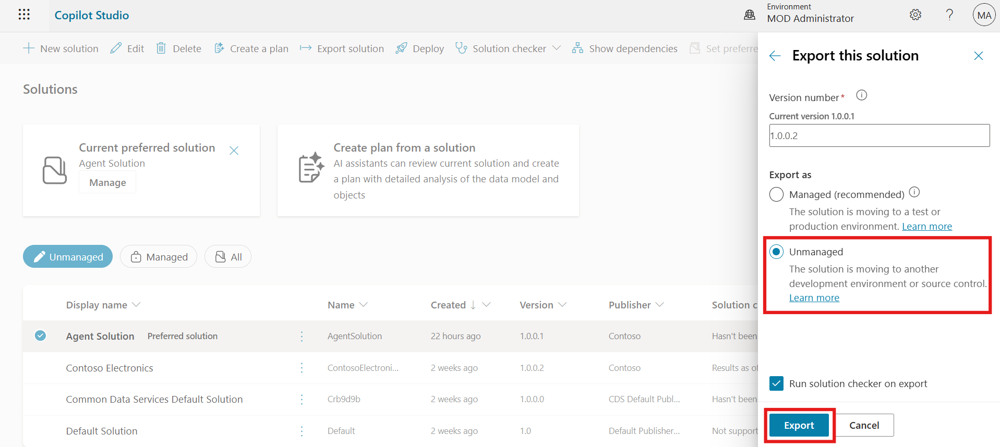 Copilot Studio
Environment
MOD Administrator
?
MA
New solution
Edit
Delete
Create a plan
Export solution
Deploy
Solution checker
Show dependencies
Set preferre
Solutions
Current preferred solution
Agent Solution
Manage
Create plan from a solution
AI assistants can review current solution and create
a plan with detailed analysis of the data model and
objects
Unmanaged
Managed
All
Display name
Name
Created
Version
Publisher
Solution c
Agent Solution
Preferred solution
AgentSolution
22 hours ago
1.0.0.1
Contoso
Hasn't been
Contoso Electronics
ContosoElectroni...
2 weeks ago
1.0.0.2
Contoso
Results as of
Common Data Services Default Solution
Crb9d9b
2 weeks ago
1.0.0.0
CDS Default Publ...
Hasn't been
Default Solution
Default
2 weeks ago
1.0
Default Publisher...
Not support
Export this solution
Version number*
Current version 1.0.0.1
1.0.0.2
Export as
Managed (recommended)
The solution is moving to a test or
production environment. Learn more
Unmanaged
The solution is moving to another
development environment or source control.
Learn more
Run solution checker on export
Export
Cancel